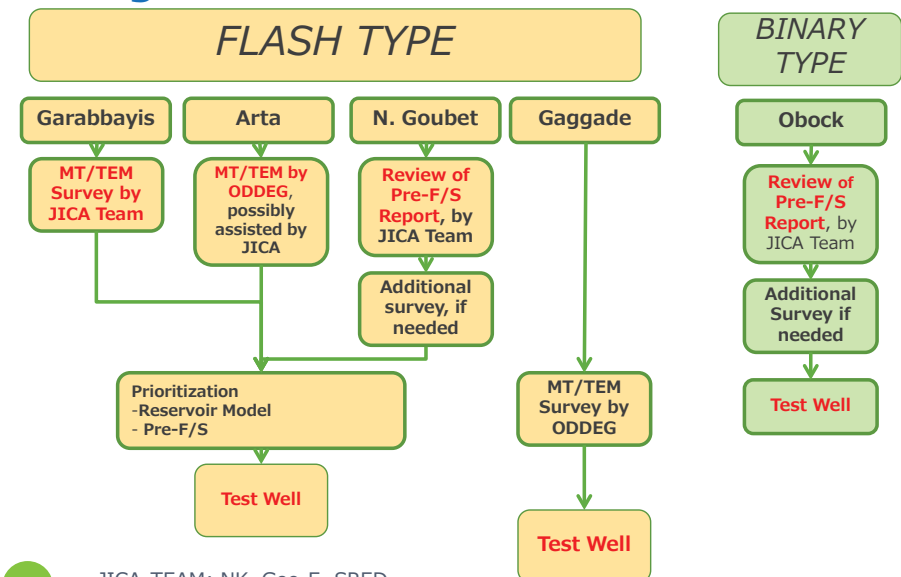 FLASH TYPE
BINARY
TYPE
Garabbayis
Arta
N. Goubet
Gaggade
Obock
MT/TEM
Survey by
JICA Team
MT/TEM by
ODDEG,
possibly
assisted by
JICA
Review of
Pre-F/S
Report, by
JICA Team
Review of
Pre-F/S
Report, by
JICA Team
Additional
survey, if
needed
Additional
Survey if
needed
Prioritization
-Reservoir Model
- Pre-F/S
MT/TEM
Survey by
ODDEG
Test Well
Test Well
Test Well